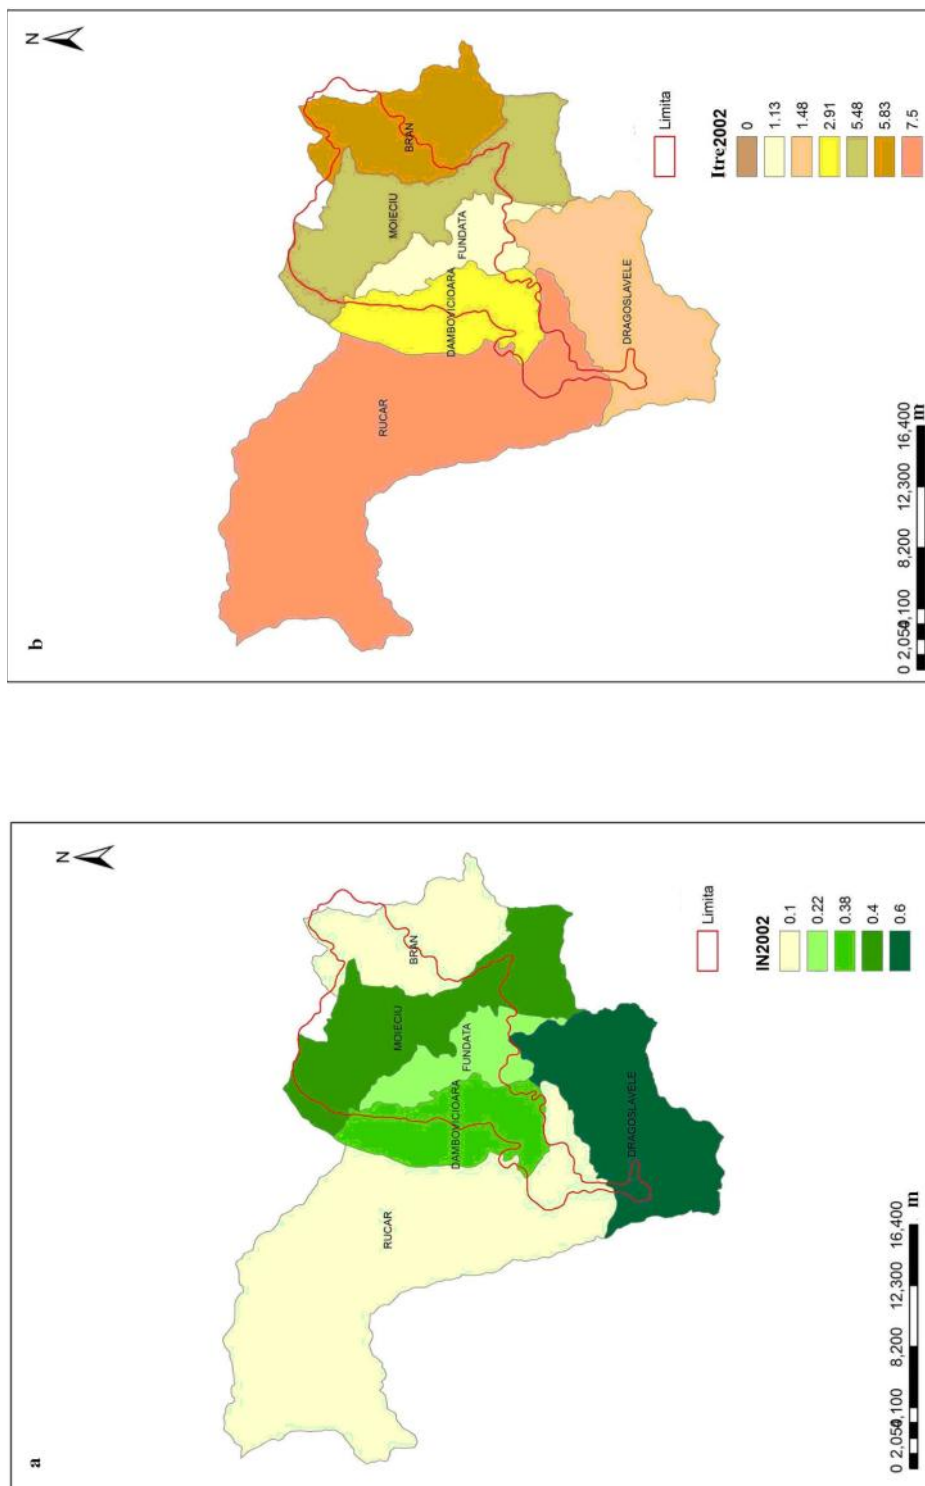 a
N
RUCAR
DAMBOVICIOARA
FUNDATA
MOIECIU
BRAN
DRAGOSLAVELE
Limita
IN2002
0.1
0.22
0.38
0.4
0.6
0 2,050 4,100 8,200 12,300 16,400
m
b
N
RUCAR
DAMBOVICIOARA
FUNDATA
MOIECIU
BRAN
DRAGOSLAVELE
Limita
Itrc2002
0
1.13
1.48
2.91
5.48
5.83
7.5
0 2,050 4,100 8,200 12,300 16,400
m